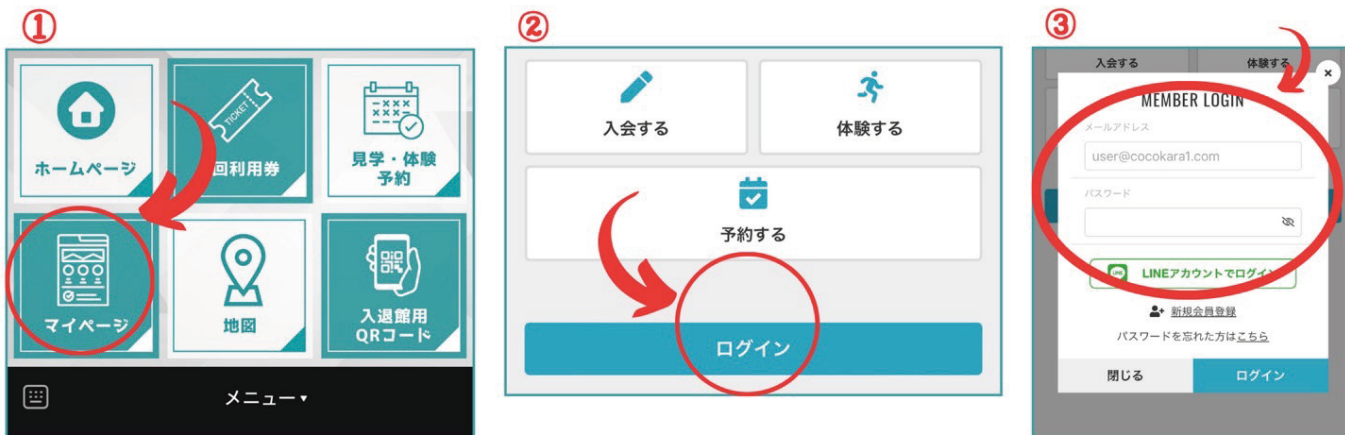 ①
ホームページ
TICKET
回利用券
見学・体験
予約
マイページ
地図
入退館用
QRコード
メニュー▾
②
入会する
体験する
予約する
ログイン
③
入会する
体験する
×
MEMBER LOGIN
メールアドレス
user@cocokara1.com
パスワード
LINE
LINEアカウントでログイン
新規会員登録
パスワードを忘れた方はこちら
閉じる
ログイン